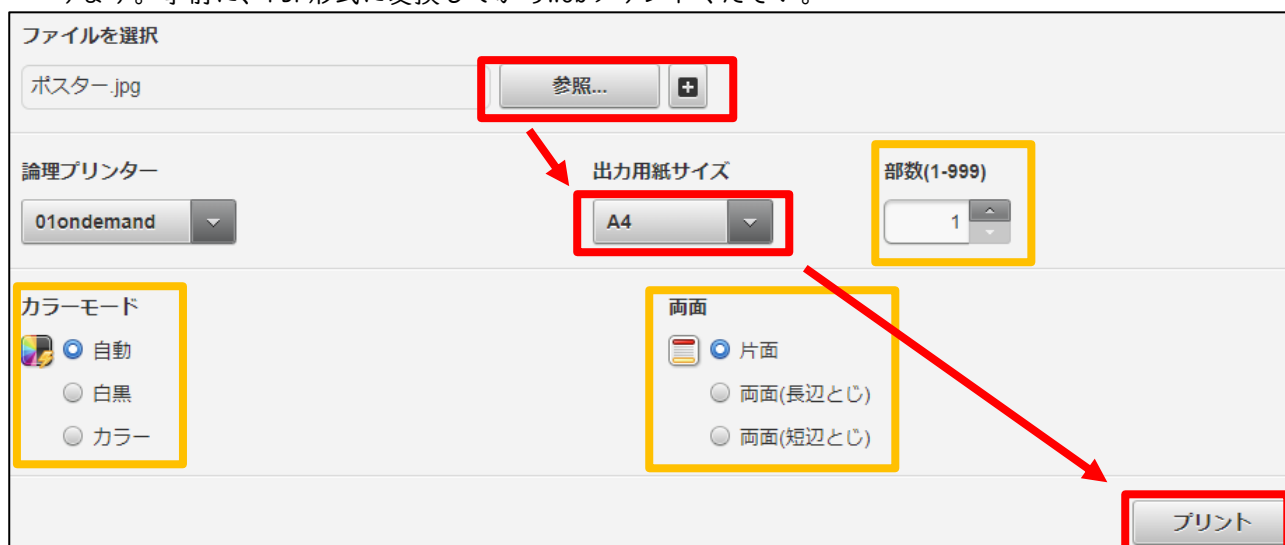 ファイルを選択
ポスター.jpg 参照...
論理プリンター 出力用紙サイズ 部数(1-999)
01ondemand A4 1
カラーモード 両面
自動 片面
白黒 両面(長辺とじ)
カラー 両面(短辺とじ)
プリント